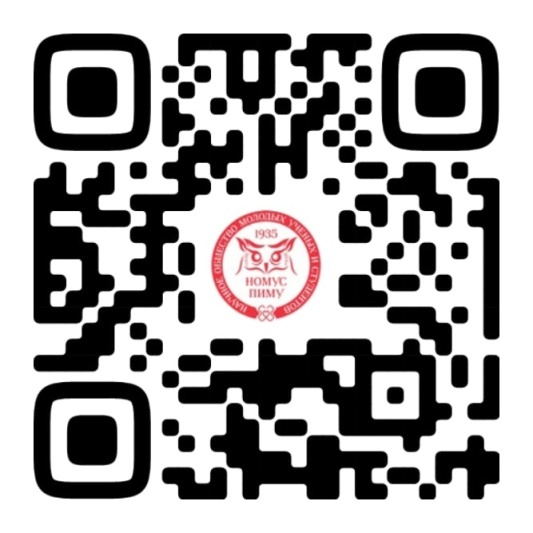 НАУЧНОЕ ОБЩЕСТВО МОЛОДЫХ УЧЕНЫХ И СТУДЕНТОВ
1935
НОМУС
ПИМУ